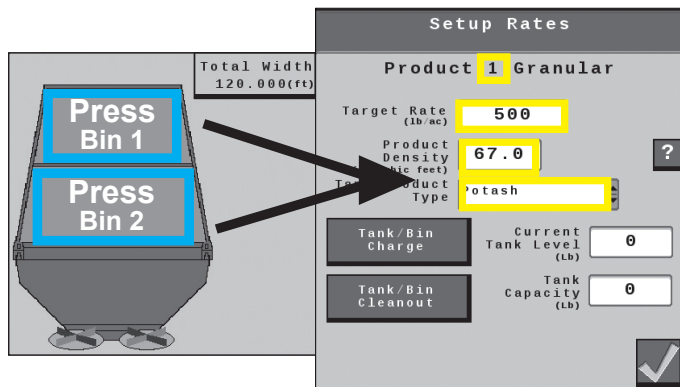 Setup Rates
Total Width
120.000(ft)
Press
Bin 1
Press
Bin 2
Product 1 Granular
Target Rate
(lb/ac)
500
Product
Density
feet)
67.0
?
Type
Potash
Tank/Bin
Charge
Current
Tank Level
(Lb)
0
Tank/Bin
Cleanout
Tank
Capacity
(Lb)
0